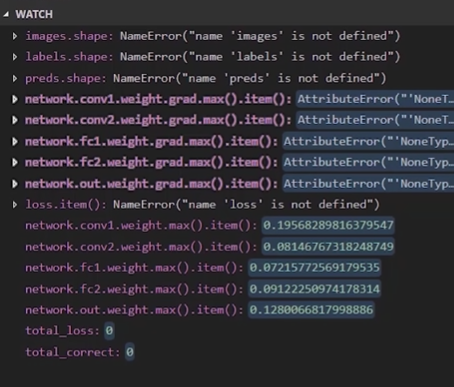 WATCH
images.shape: NameError("name 'images' is not defined")
labels.shape: NameError("name 'labels' is not defined")
preds.shape: NameError("name 'preds' is not defined")
network.conv1.weight.grad.max().item(): AttributeError("'NoneT…
network.conv2.weight.grad.max().item(): AttributeError("'NoneT…
network.fc1.weight.grad.max().item(): AttributeError("'NoneTyp…
network.fc2.weight.grad.max().item(): AttributeError("'NoneTyp…
network.out.weight.grad.max().item(): AttributeError("'NoneTyp…
loss.item(): NameError("name 'loss' is not defined")
network.conv1.weight.max().item(): 0.19568289816379547
network.conv2.weight.max().item(): 0.08146767318248749
network.fc1.weight.max().item(): 0.07215772569179535
network.fc2.weight.max().item(): 0.09122250974178314
network.out.weight.max().item(): 0.1280066817998886
total_loss: 0
total_correct: 0